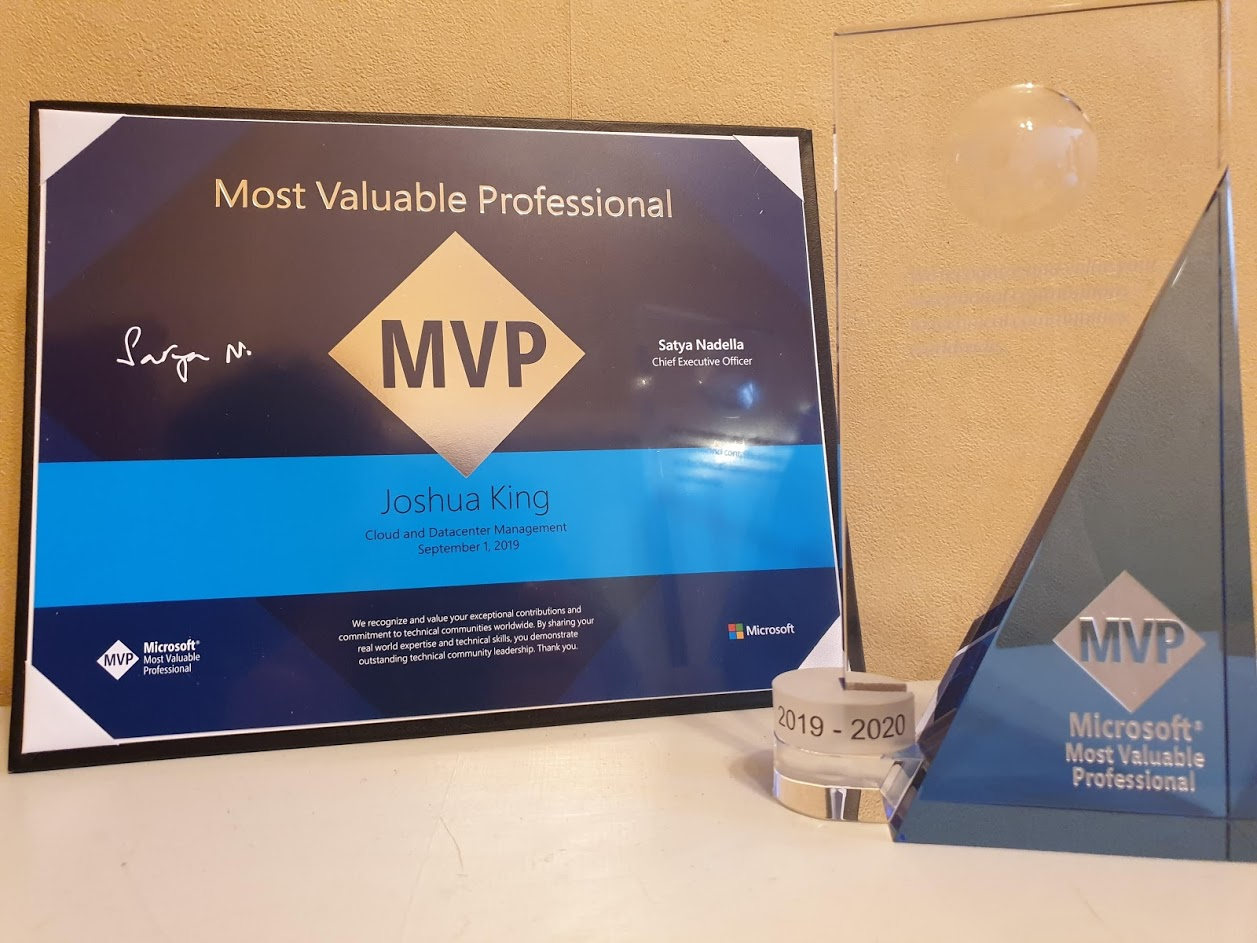 Most Valuable Professional
MVP
Satya N.
Satya Nadella
Chief Executive Officer
Joshua King
Cloud and Datacenter Management
September 1, 2019
We recognize and value your exceptional contributions and
commitment to technical communities worldwide. By sharing your
real world expertise and technical skills, you demonstrate
outstanding technical community leadership. Thank you.
MVP
Microsoft®
Most Valuable
Professional
Microsoft
2019 - 2020
MVP
Microsoft®
Most Valuable
Professional